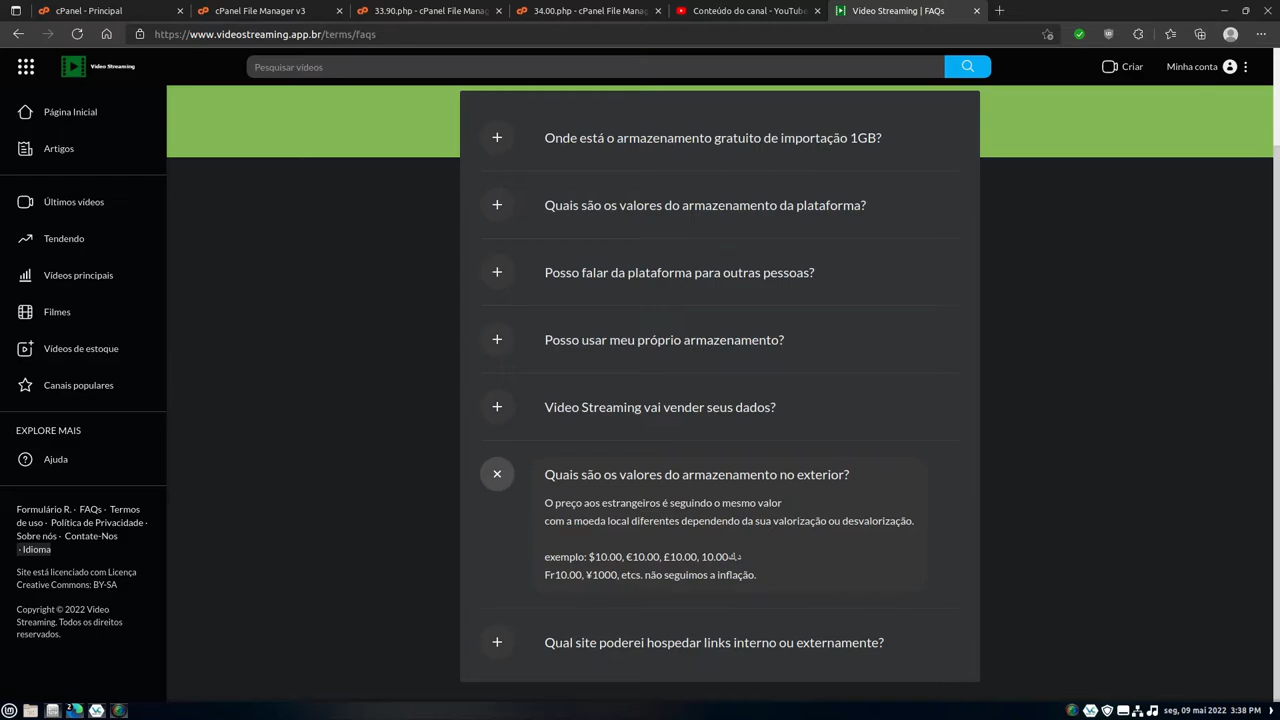 cPanel - Principal
cPanel File Manager v3
33.90.php - cPanel File Mana
34.00.php - cPanel File Manag
Conteúdo do canal - YouTube
Video Streaming | FAQs
https://www.videostreaming.app.br/terms/faqs
Video Streaming
Pesquisar vídeos
Criar
Minha conta
Página Inicial
Artigos
Últimos vídeos
Tendendo
Vídeos principais
Filmes
Vídeos de estoque
Canais populares
EXPLORE MAIS
Ajuda
Formulário R. · FAQs · Termos
de uso · Política de Privacidade ·
Sobre nós · Contate-Nos
· Idioma
Site está licenciado com Licença
Creative Commons: BY-SA
Copyright © 2022 Video
Streaming. Todos os direitos
reservados.
Onde está o armazenamento gratuito de importação 1GB?
Quais são os valores do armazenamento da plataforma?
Posso falar da plataforma para outras pessoas?
Posso usar meu próprio armazenamento?
Video Streaming vai vender seus dados?
Quais são os valores do armazenamento no exterior?
O preço aos estrangeiros é seguindo o mesmo valor
com a moeda local diferentes dependendo da sua valorização ou desvalorização.
exemplo: $10.00, €10.00, £10.00, 10.00د.ك
Fr10.00, ¥1000, etcs. não seguimos a inflação.
Qual site poderei hospedar links interno ou externamente?
seg, 09 mai 2022 3:38 PM